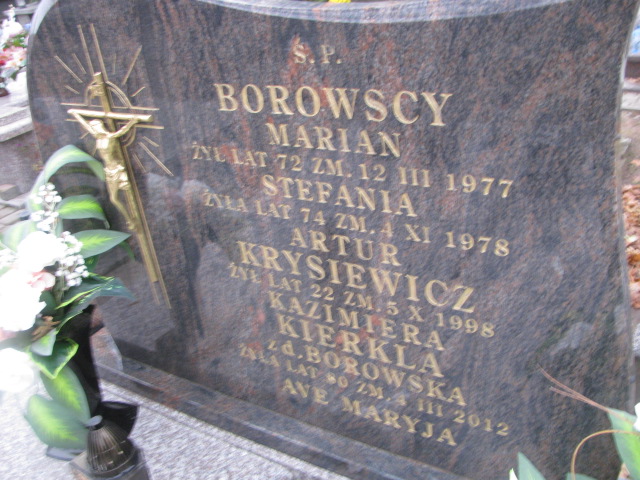 Ś.P.
BOROWSCY
MARIAN
ŻYŁ LAT 72 ZM. 12 III 1977
STEFANIA
ŻYŁA LAT 74 ZM. 4 XI 1978
ARTUR
KRYSIEWICZ
ŻYŁ LAT 22 ZM. 5 X 1998
KAZIMIERA
KIERKLA
z d. BOROWSKA
ŻYŁA LAT 80 ZM. III 2012
AVE MARYJA